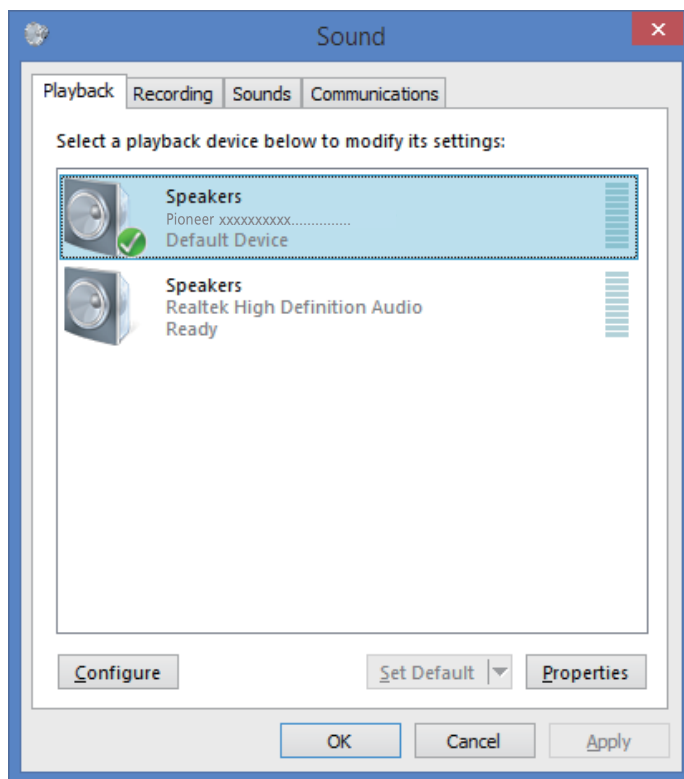 Sound
Playback Recording Sounds Communications
Select a playback device below to modify its settings:
Speakers
Pioneer xxxxxxxxxx...............
Default Device
Speakers
Realtek High Definition Audio
Ready
Configure Set Default Properties
OK Cancel Apply